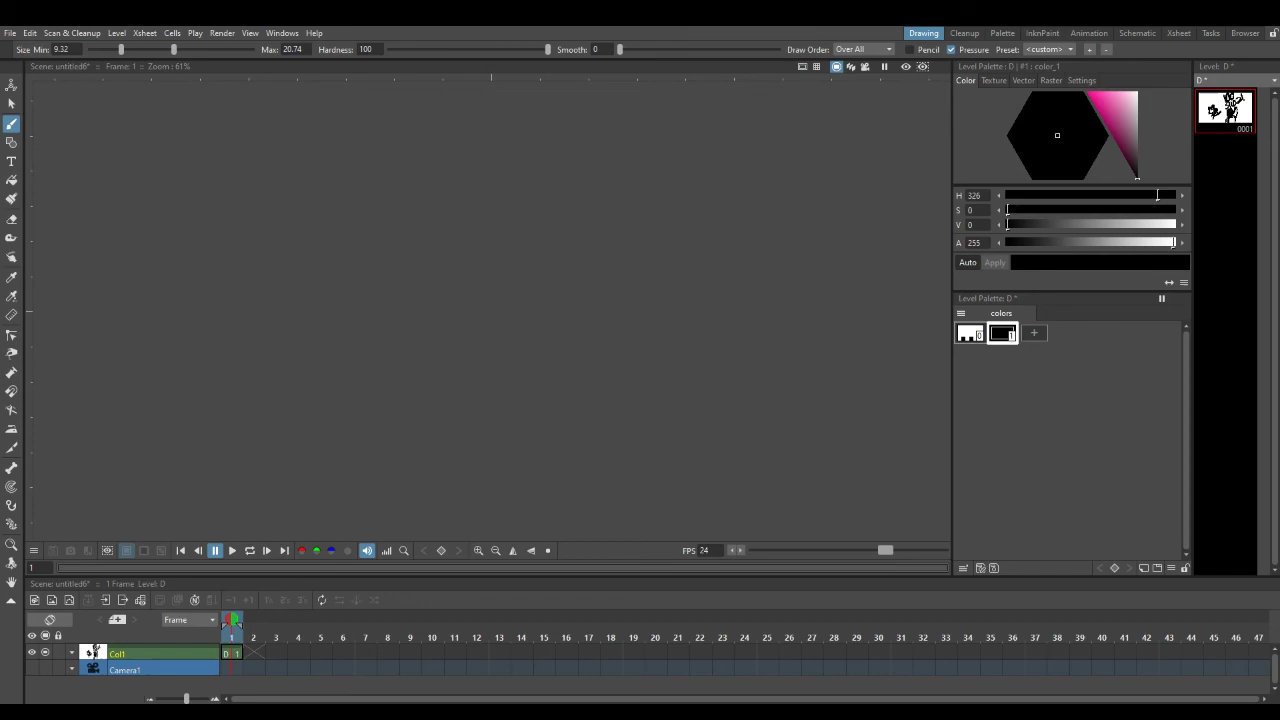 File Edit Scan & Cleanup Level Xsheet Cells Play Render View Windows Help
Drawing Cleanup Palette InknPaint Animation Schematic Xsheet Tasks Browser
Size Min: 9.32 Max: 20.74 Hardness: 100 Smooth: 0 Draw Order: Over All Pencil Pressure Preset: <custom> + -
Scene: untitled6* :: Frame: 1 :: Zoom : 61%
Level Palette : D | #1 : color_1
Level: D *
Color Texture Vector Raster Settings
D *
0001
H 326
S 0
V 0
A 255
Auto Apply
Level Palette: D *
colors
0 1 +
FPS 24
1
Scene: untitled6* :: 1 Frame Level: D
Frame
1 2 3 4 5 6 7 8 9 10 11 12 13 14 15 16 17 18 19 20 21 22 23 24 25 26 27 28 29 30 31 32 33 34 35 36 37 38 39 40 41 42 43 44 45 46 47
Col1 D 1
Camera1